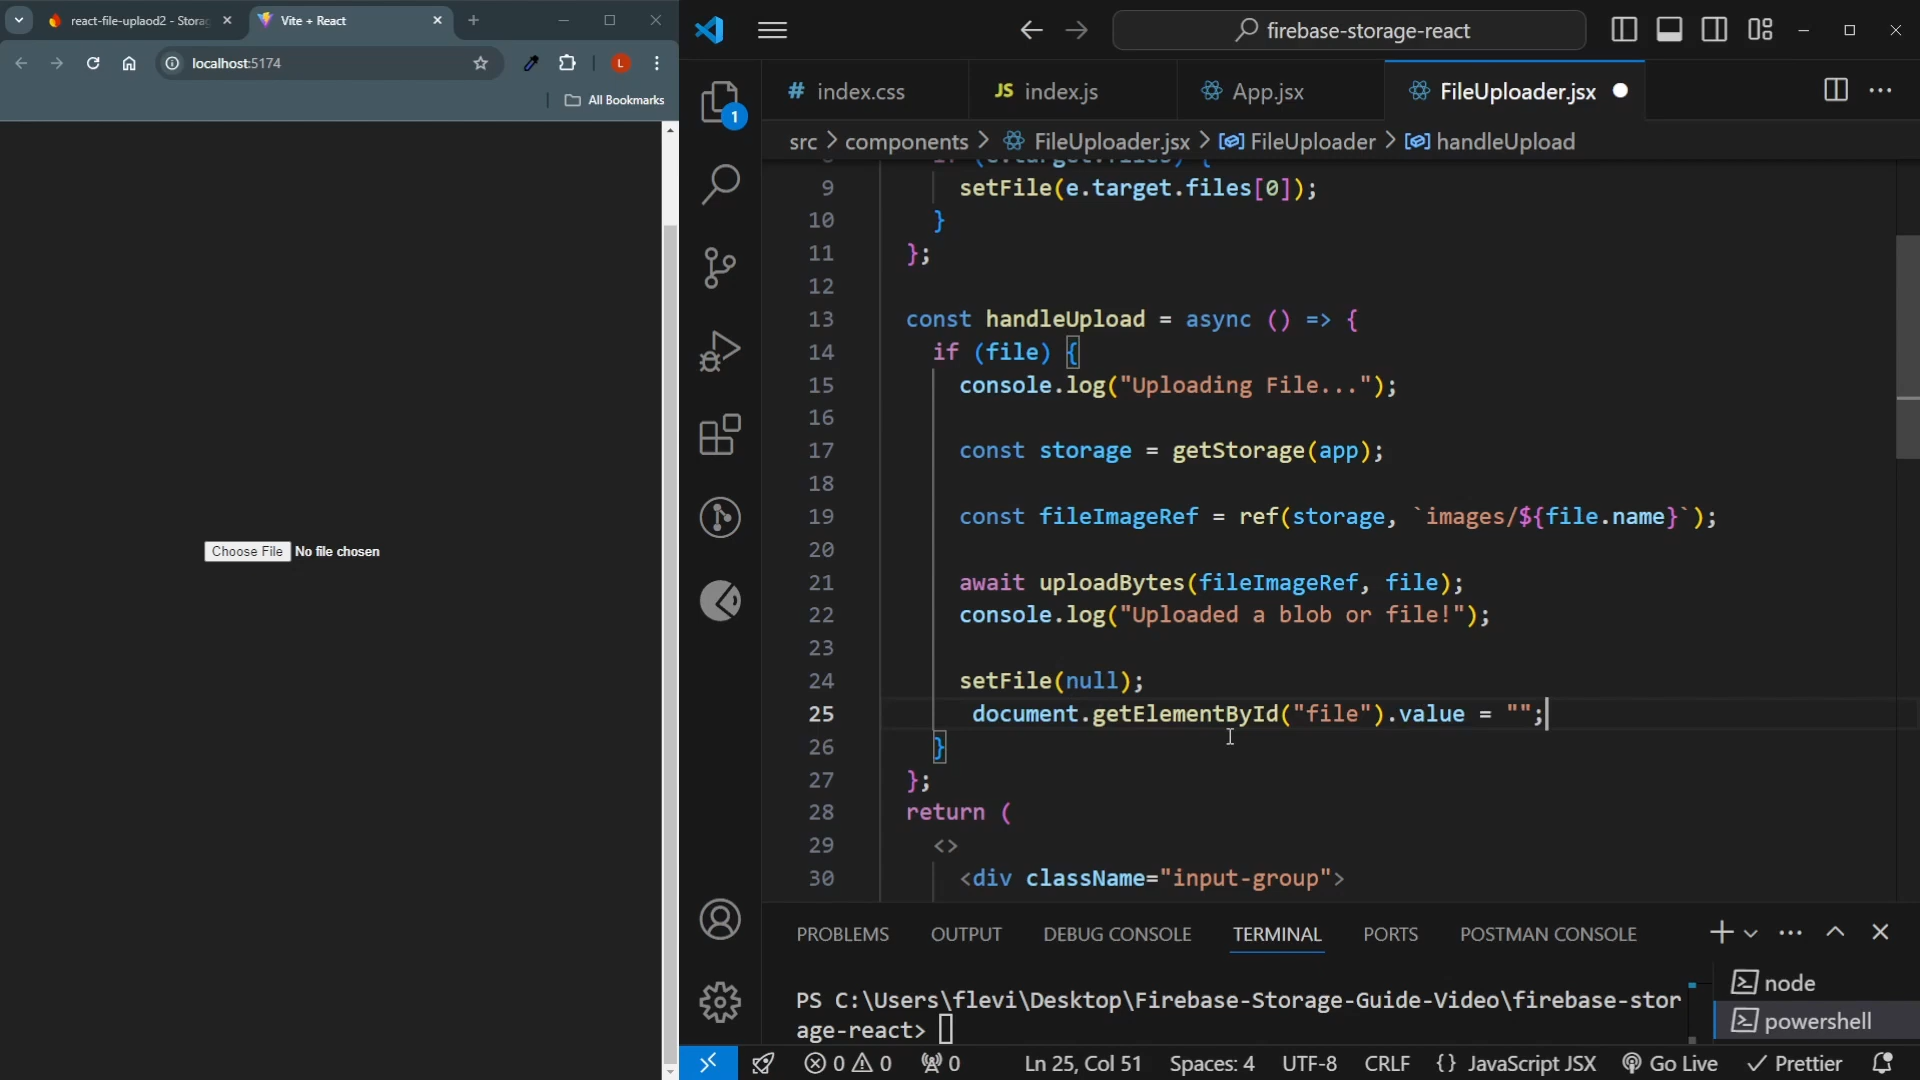 react-file-uplaod2 - Storag
Vite + React
localhost:5174
L
All Bookmarks
Choose File No file chosen
firebase-storage-react
1
# index.css
JS index.js
App.jsx
FileUploader.jsx
src > components > FileUploader.jsx > FileUploader > handleUpload
if (e.target.files) {
9 setFile(e.target.files[0]);
10 }
11 };
12
13 const handleUpload = async () => {
14 if (file) {
15 console.log("Uploading File...");
16
17 const storage = getStorage(app);
18
19 const fileImageRef = ref(storage, `images/${file.name}`);
20
21 await uploadBytes(fileImageRef, file);
22 console.log("Uploaded a blob or file!");
23
24 setFile(null);
25 document.getElementById("file").value = "";
26 }
27 };
28 return (
29 <>
30 <div className="input-group">
PROBLEMS OUTPUT DEBUG CONSOLE TERMINAL PORTS POSTMAN CONSOLE
PS C:\Users\flevi\Desktop\Firebase-Storage-Guide-Video\firebase-stor
age-react>
node
powershell
0 0 0 Ln 25, Col 51 Spaces: 4 UTF-8 CRLF {} JavaScript JSX Go Live Prettier